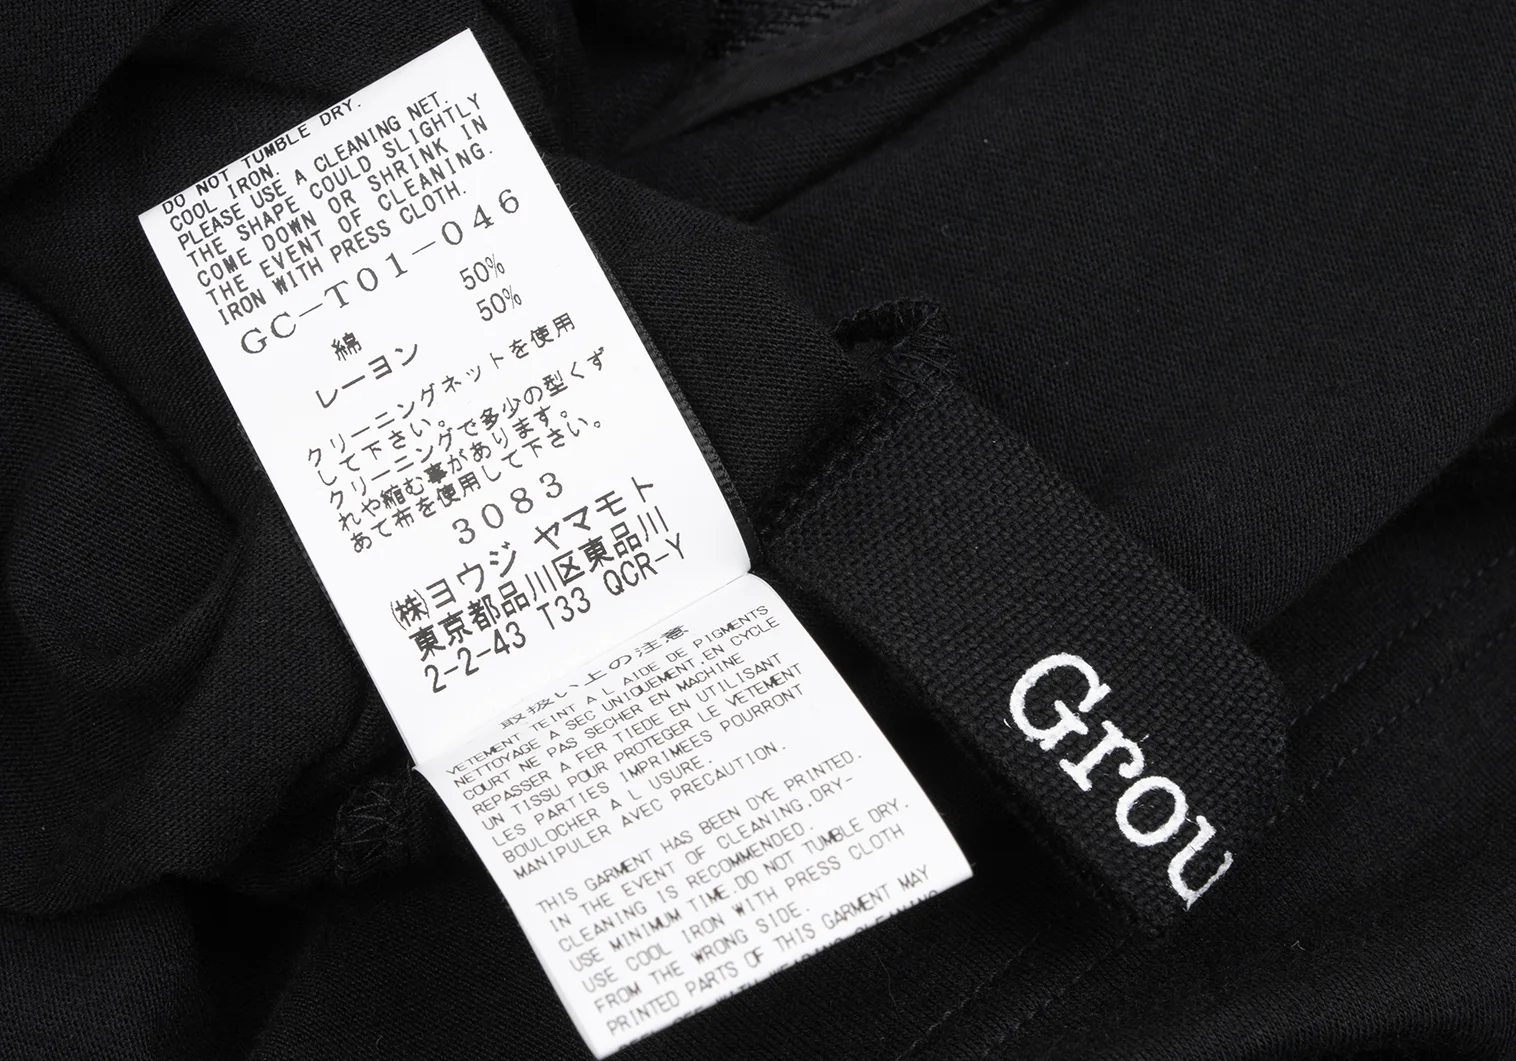 DO NOT TUMBLE DRY.
COOL IRON.
PLEASE USE A CLEANING NET.
THE SHAPE COULD SLIGHTLY
COME DOWN OR SHRINK IN
THE EVENT OF CLEANING.
IRON WITH PRESS CLOTH.
GC-T01-046
綿 50%
レーヨン 50%
クリーニングネットを使用
して下さい。
クリーニングで多少の型くず
れや縮む事があります。
あて布を使用して下さい。
3083
(株)ヨウジ ヤマモト
東京都品川区東品川
2-2-43 T33 QCR-Y
取扱い上の注意
VETEMENT TEINT A L AIDE DE PIGMENTS
NETTOYAGE A SEC UNIQUEMENT.EN CYCLE
COURT NE PAS SECHER EN MACHINE
REPASSER A FER TIEDE EN UTILISANT
UN TISSU POUR PROTEGER LE VETEMENT
LES PARTIES IMPRIMEES POURRONT
BOULOCHER A L USURE.
MANIPULER AVEC PRECAUTION.
THIS GARMENT HAS BEEN DYE PRINTED.
IN THE EVENT OF CLEANING,DRY-
CLEANING IS RECOMMENDED.
USE MINIMUM TIME.DO NOT TUMBLE DRY.
USE COOL IRON WITH PRESS CLOTH
FROM THE WRONG SIDE.
PRINTED PARTS OF THIS GARMENT MAY
Grou